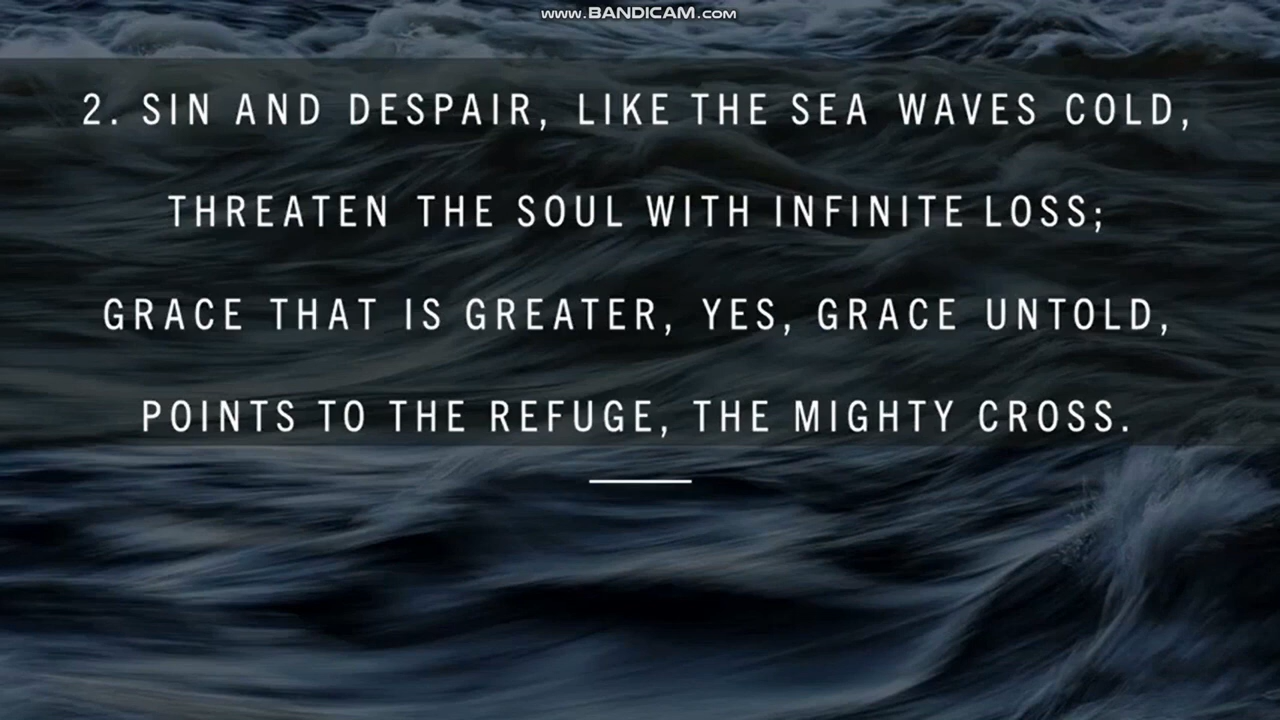 www.BANDICAM.com
2. SIN AND DESPAIR, LIKE THE SEA WAVES COLD,
THREATEN THE SOUL WITH INFINITE LOSS;
GRACE THAT IS GREATER, YES, GRACE UNTOLD,
POINTS TO THE REFUGE, THE MIGHTY CROSS.